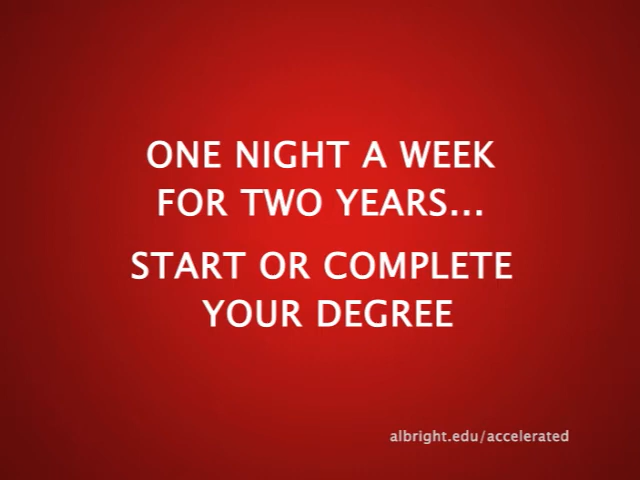 ONE NIGHT A WEEK
FOR TWO YEARS...
START OR COMPLETE
YOUR DEGREE
albright.edu/accelerated